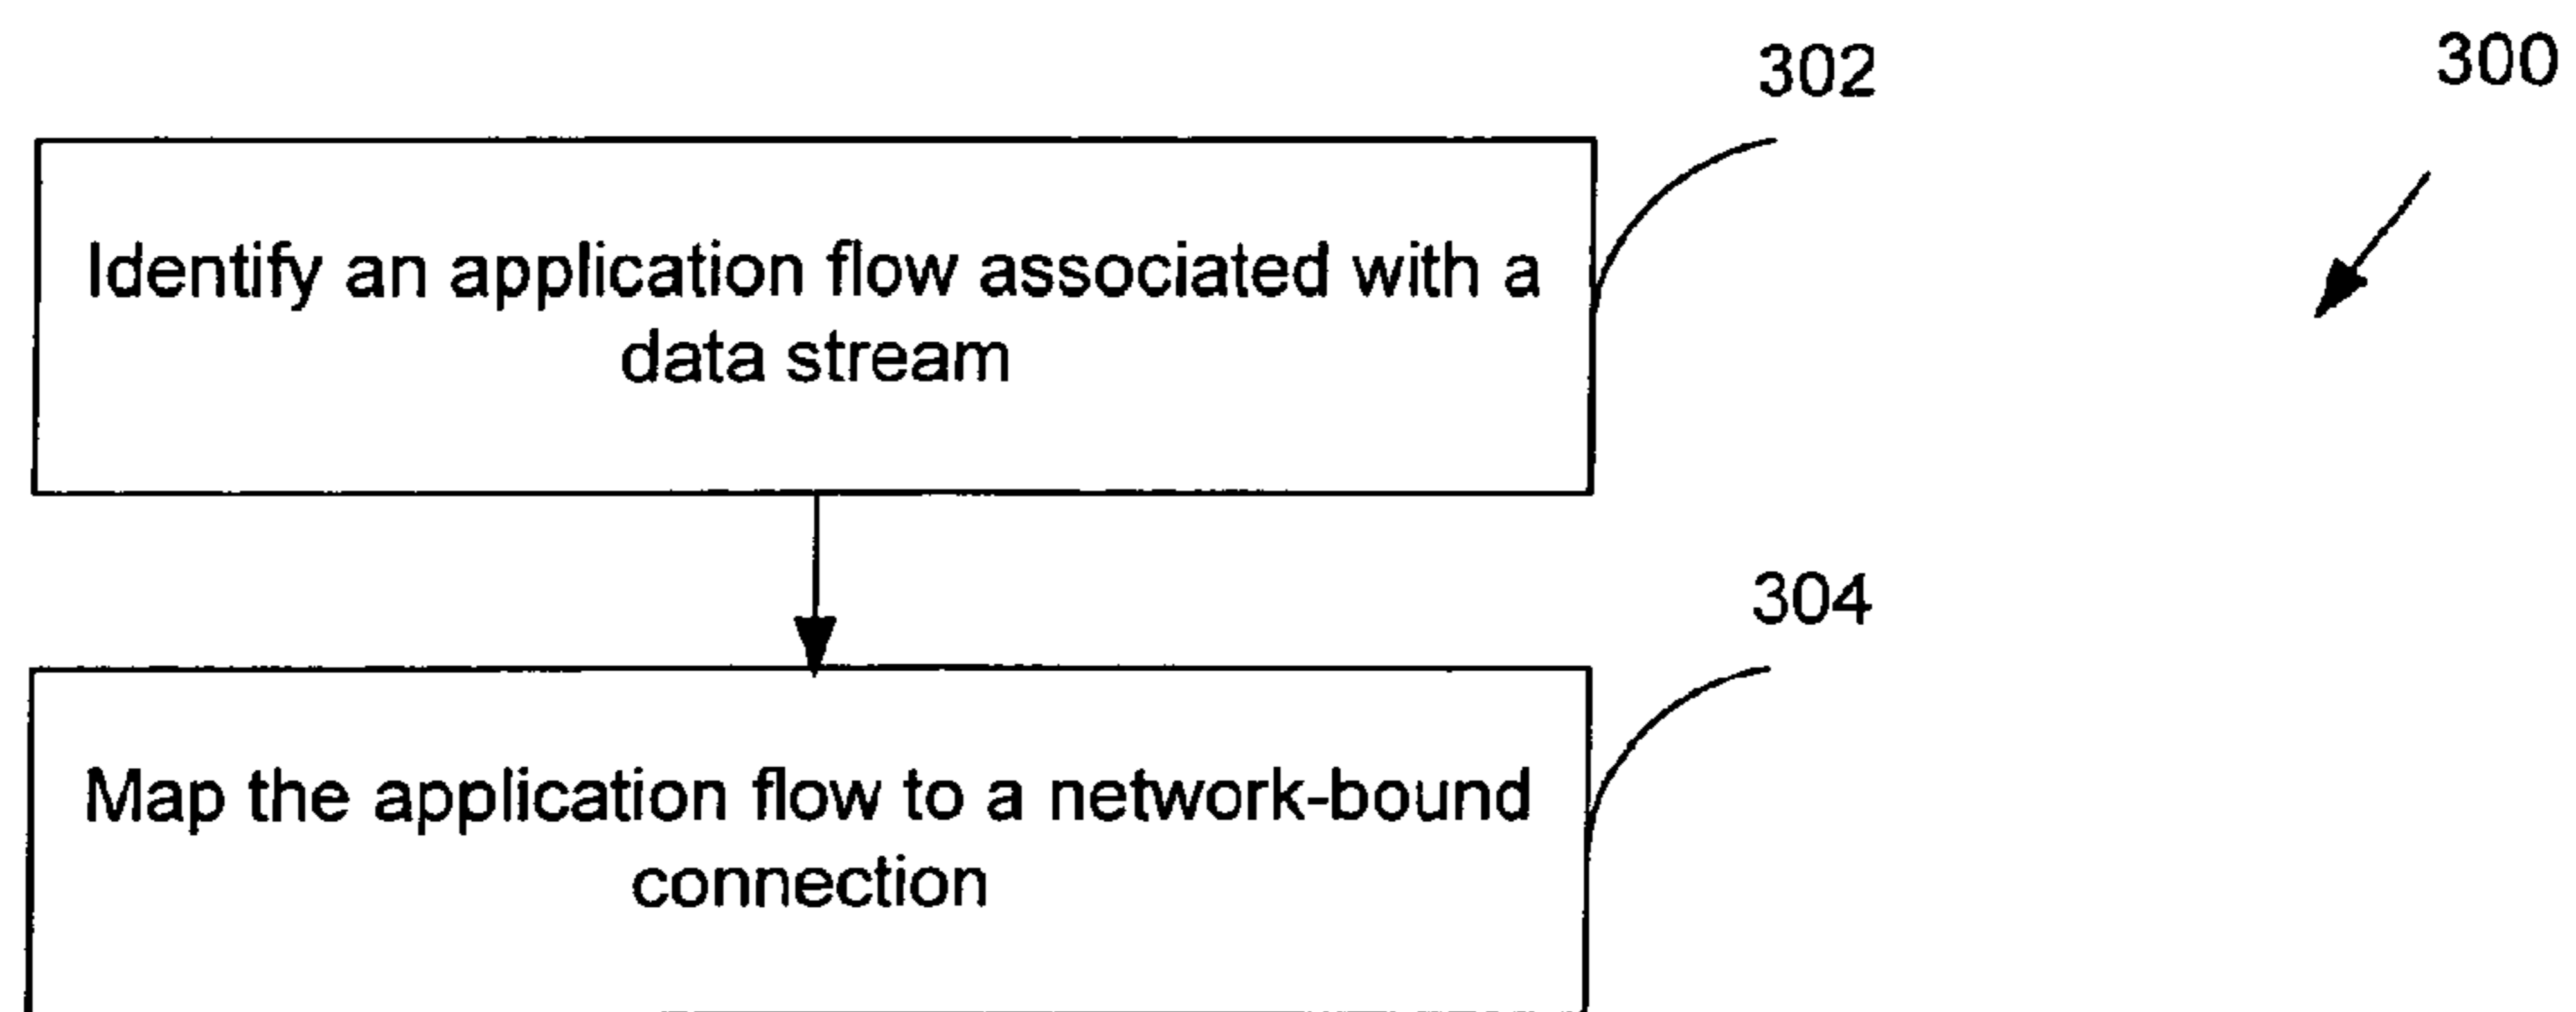 302
300
Identify an application flow associated with a
data stream
304
Map the application flow to a network-bound
connection